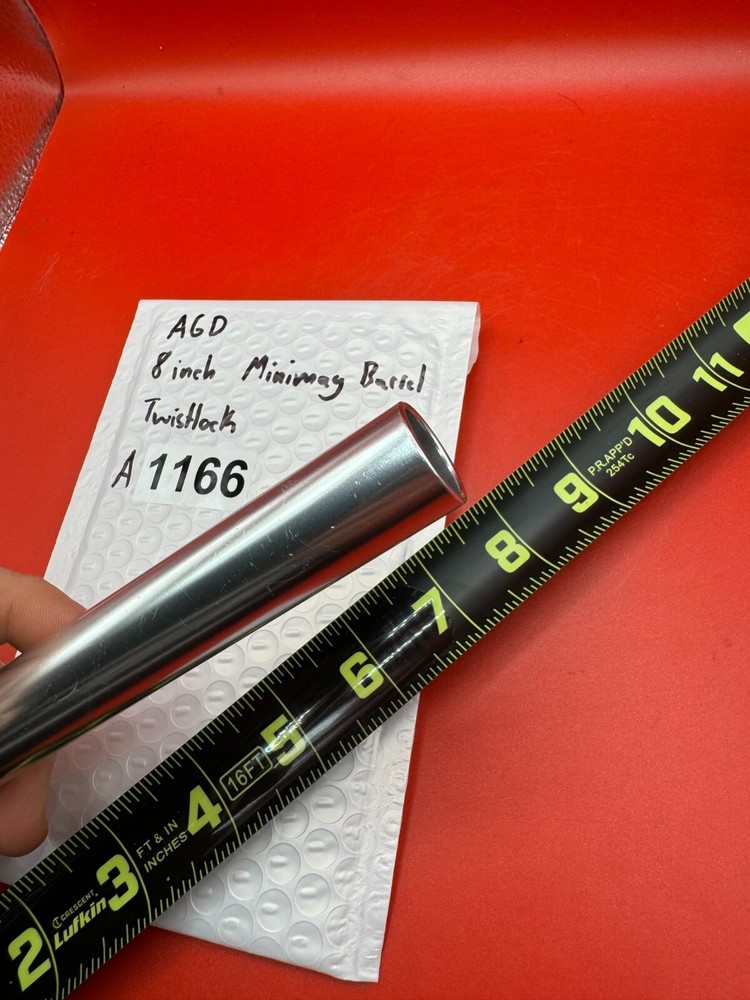 AGD
8 inch Minimag Barrel
Twistlock
A 1166
2
CRESCENT
Lufkin
3
FT & IN
INCHES
4
16FT
5
6
7
8
9
P.R. APP'D
254Tc
10
11